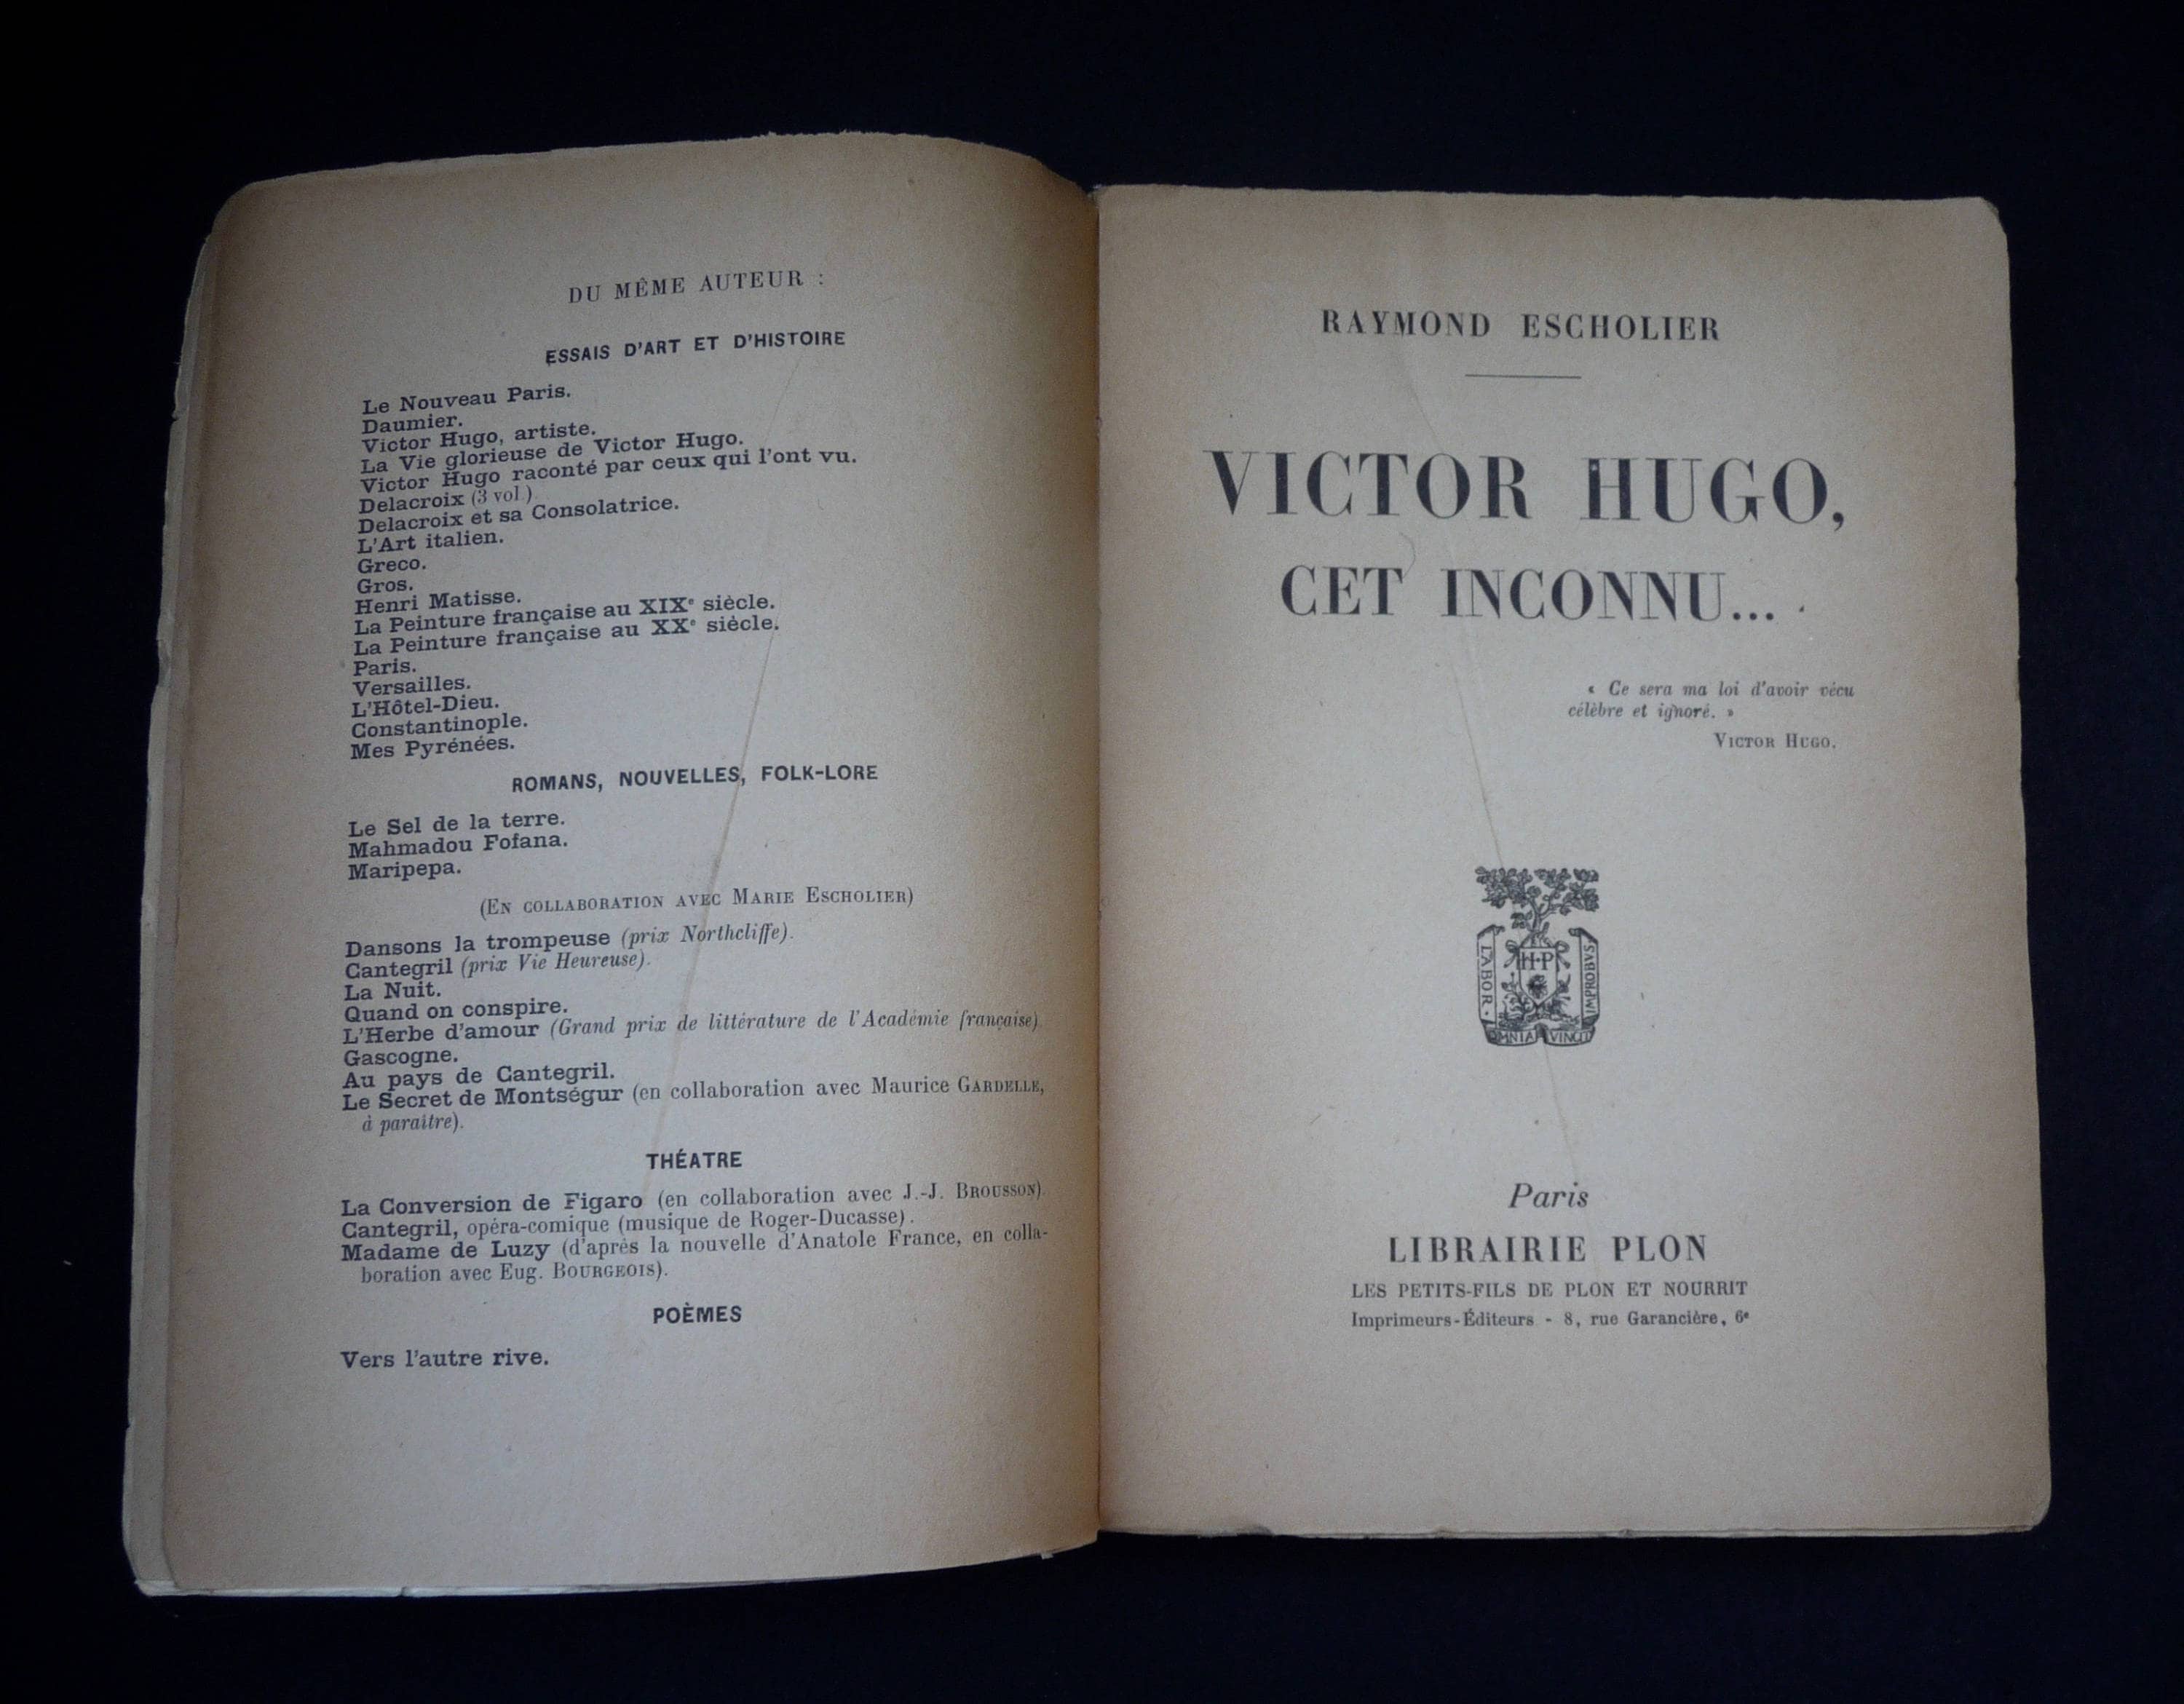 DU MÊME AUTEUR :
ESSAIS D'ART ET D'HISTOIRE
Le Nouveau Paris.
Daumier.
Victor Hugo, artiste.
La Vie glorieuse de Victor Hugo.
Victor Hugo raconté par ceux qui l'ont vu.
Delacroix (3 vol.).
Delacroix et sa Consolatrice.
L'Art italien.
Greco.
Gros.
Henri Matisse.
La Peinture française au XIXe siècle.
La Peinture française au XXe siècle.
Paris.
Versailles.
L'Hôtel-Dieu.
Constantinople.
Mes Pyrénées.
ROMANS, NOUVELLES, FOLK-LORE
Le Sel de la terre.
Mahmadou Fofana.
Maripepa.
(EN COLLABORATION AVEC MARIE ESCHOLIER)
Dansons la trompeuse (prix Northcliffe).
Cantegril (prix Vie Heureuse).
La Nuit.
Quand on conspire.
L'Herbe d'amour (Grand prix de littérature de l'Académie française)
Gascogne.
Au pays de Cantegril.
Le Secret de Montségur (en collaboration avec Maurice GARDELLE,
à paraître).
THÉATRE
La Conversion de Figaro (en collaboration avec J.-J. BROUSSON)
Cantegril, opéra-comique (musique de Roger-Ducasse).
Madame de Luzy (d'après la nouvelle d'Anatole France, en colla-
boration avec Eug. BOURGEOIS).
POÈMES
Vers l'autre rive.
RAYMOND ESCHOLIER
VICTOR HUGO,
CET INCONNU...
« Ce sera ma loi d'avoir vécu
célèbre et ignoré. »
VICTOR HUGO.
LABOR
H·P
IMPROBVS
OMNIA VINCIT
Paris
LIBRAIRIE PLON
LES PETITS-FILS DE PLON ET NOURRIT
Imprimeurs-Éditeurs - 8, rue Garancière, 6e